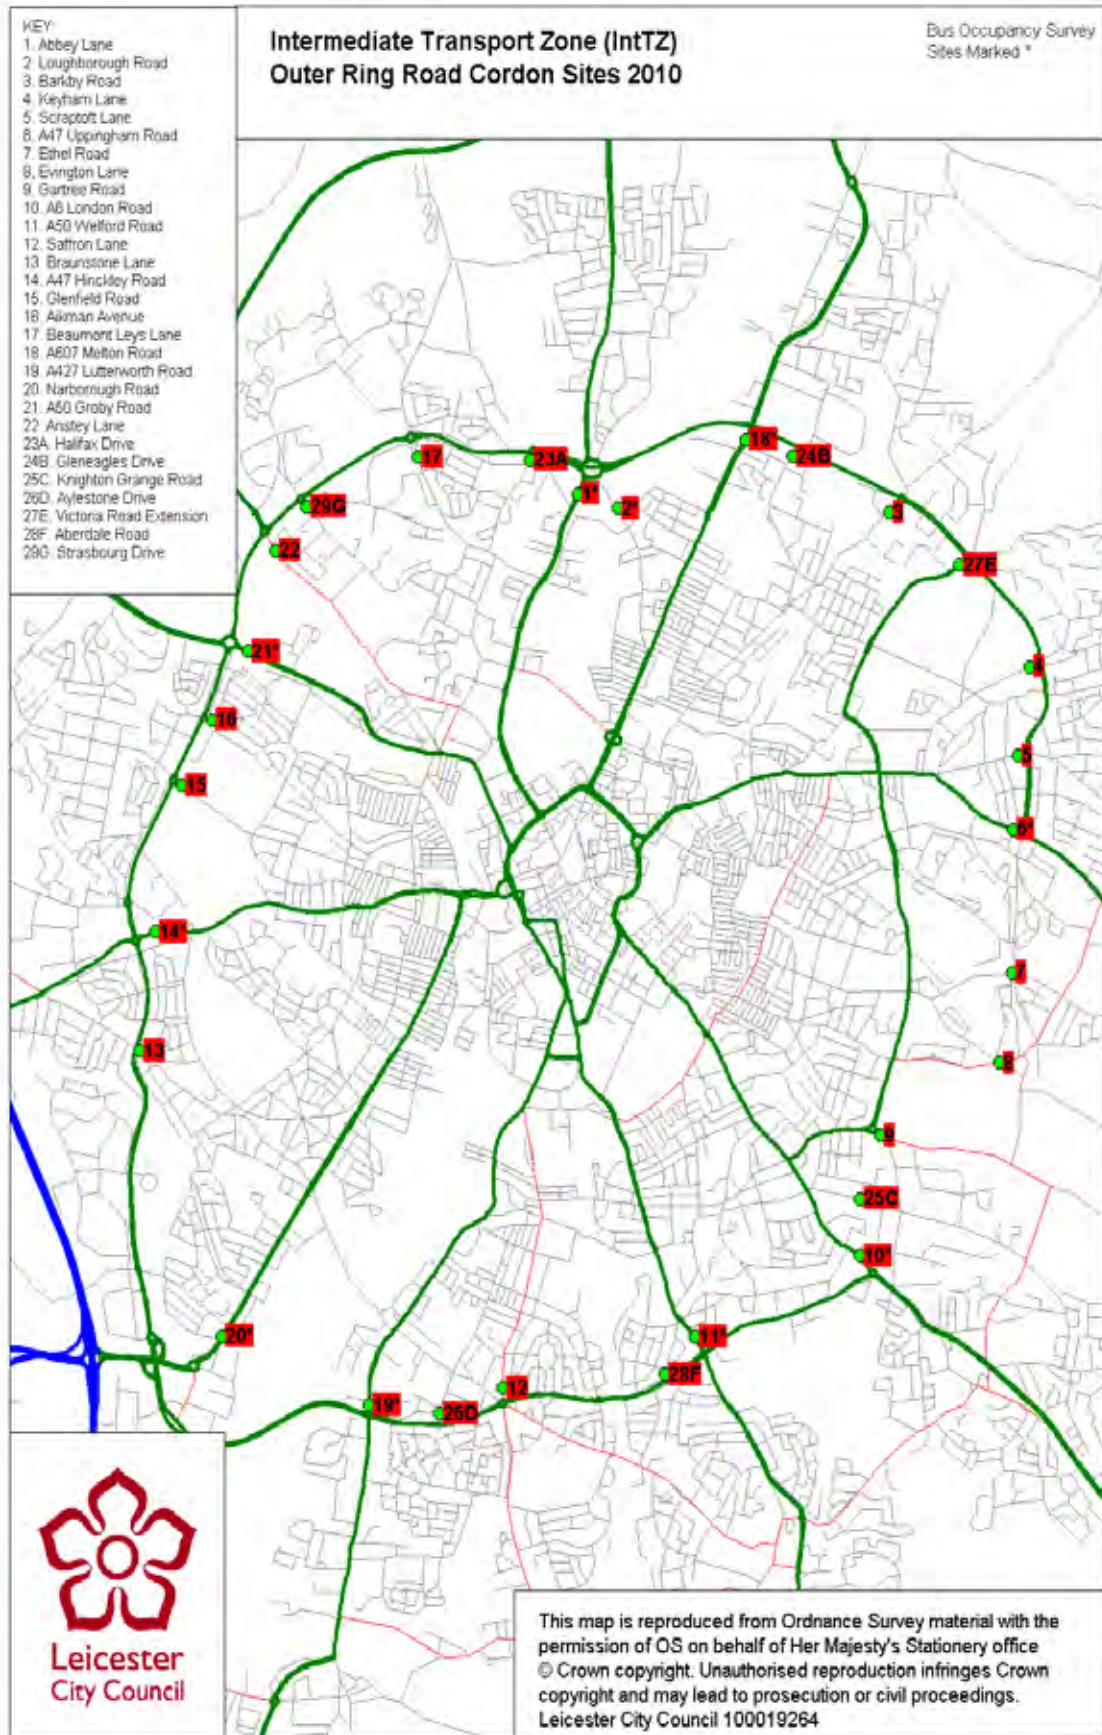 KEY
1. Abbey Lane
2 Loughborough Road
3. Barkby Road
4. Keyham Lane
5. Scraptoft Lane
6. A47 Uppingham Road
7. Ethel Road
8, Evington Lane
9. Gartree Road
10. A6 London Road
11. A50 Welford Road
12. Saffron Lane
13. Braunstone Lane
14. A47 Hinckley Road
15. Glenfield Road
16. Aikman Avenue
17. Beaumont Leys Lane
18. A607 Melton Road
19. A427 Lutterworth Road
20. Narborough Road
21. A50 Groby Road
22. Anstey Lane
23A. Halifax Drive
24B. Gleneagles Drive
25C. Knighton Grange Road
26D. Aylestone Drive
27E. Victoria Road Extension
28F. Aberdale Road
29G. Strasbourg Drive
Intermediate Transport Zone (IntTZ)
Outer Ring Road Cordon Sites 2010
Bus Occupancy Survey
Sites Marked *
18*
17
23A
24B
1*
2*
29G
3
22
27E
21*
4
16
5
15
6*
14*
7
13
8
9
25C
10*
20*
11*
28F
12
19*
26D
Leicester
City Council
This map is reproduced from Ordnance Survey material with the
permission of OS on behalf of Her Majesty's Stationery office
© Crown copyright. Unauthorised reproduction infringes Crown
copyright and may lead to prosecution or civil proceedings.
Leicester City Council 100019264